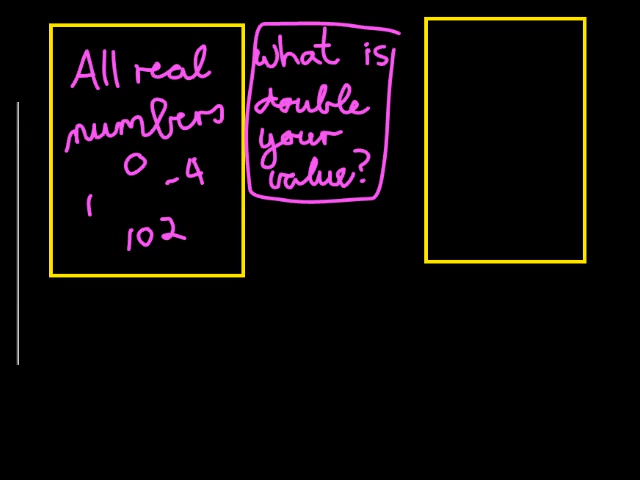 All real
numbers
0 -4
1
102
What is
double
your
value?